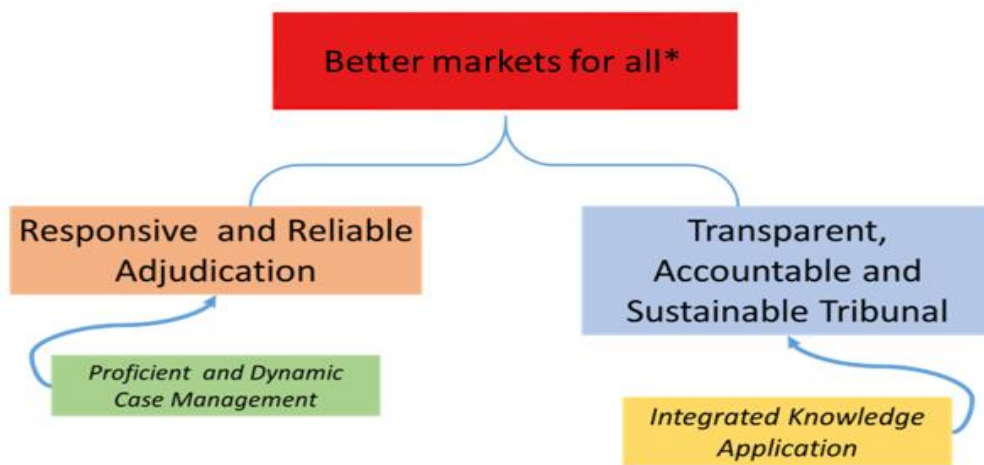 Better markets for all*
Responsive and Reliable
Adjudication
Transparent,
Accountable and
Sustainable Tribunal
Proficient and Dynamic
Case Management
Integrated Knowledge
Application